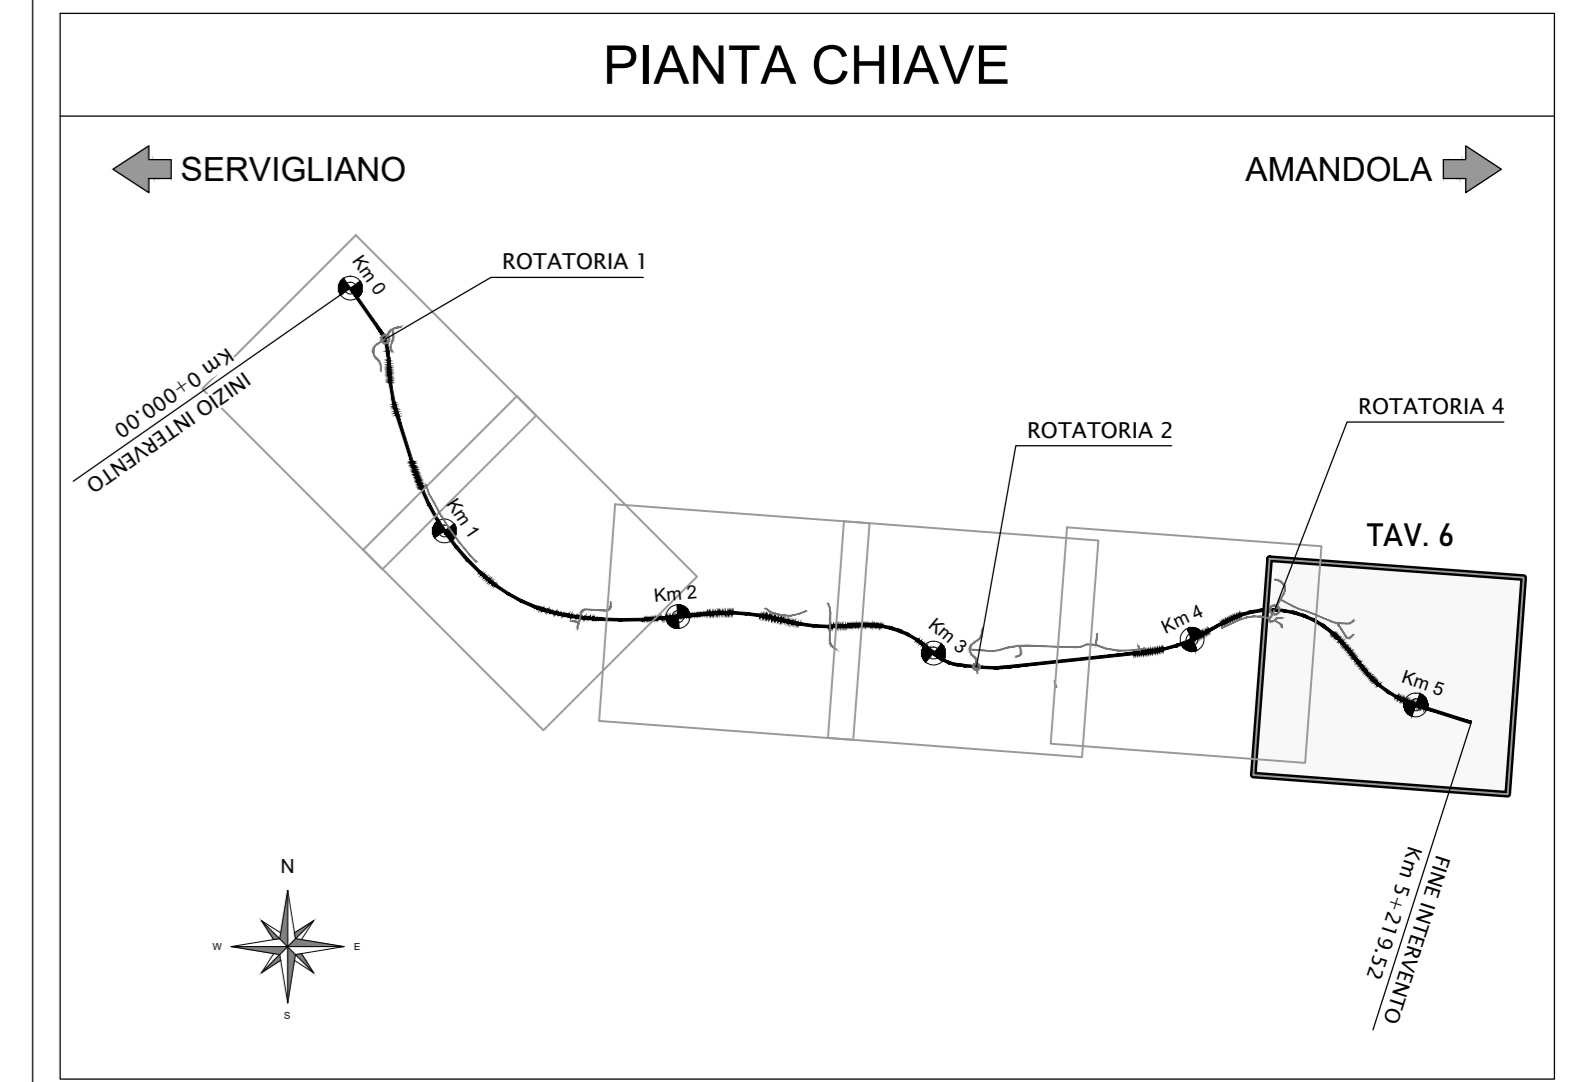 PIANTA CHIAVE
SERVIGLIANO
AMANDOLA
ROTATORIA 1
Km 0
Km 0+000.00
INIZIO INTERVENTO
ROTATORIA 4
ROTATORIA 2
Km 1
TAV. 6
Km 2
Km 3
Km 4
Km 5
FINE INTERVENTO
Km 5+219.52
N
W
E
S